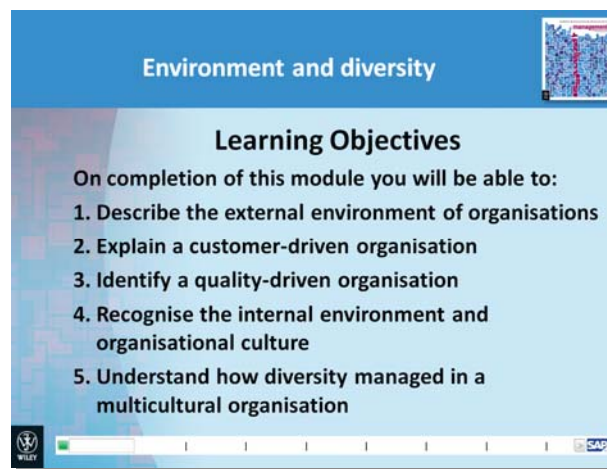 Environment and diversity
management
Learning Objectives
On completion of this module you will be able to:
1. Describe the external environment of organisations
2. Explain a customer-driven organisation
3. Identify a quality-driven organisation
4. Recognise the internal environment and
organisational culture
5. Understand how diversity managed in a
multicultural organisation
WILEY
SAP